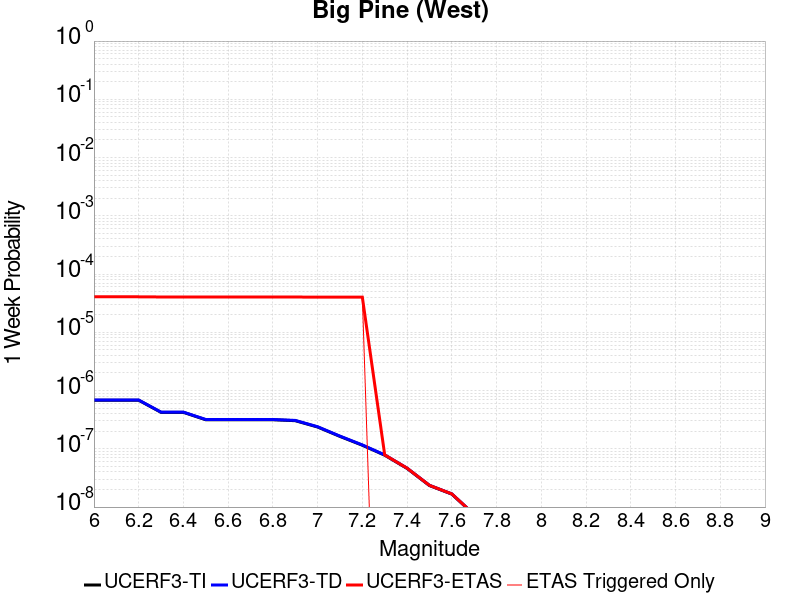 Big Pine (West)
10^0
10^-1
10^-2
10^-3
10^-4
10^-5
10^-6
10^-7
10^-8
1 Week Probability
6 6.2 6.4 6.6 6.8 7 7.2 7.4 7.6 7.8 8 8.2 8.4 8.6 8.8 9
Magnitude
UCERF3-TI UCERF3-TD UCERF3-ETAS ETAS Triggered Only